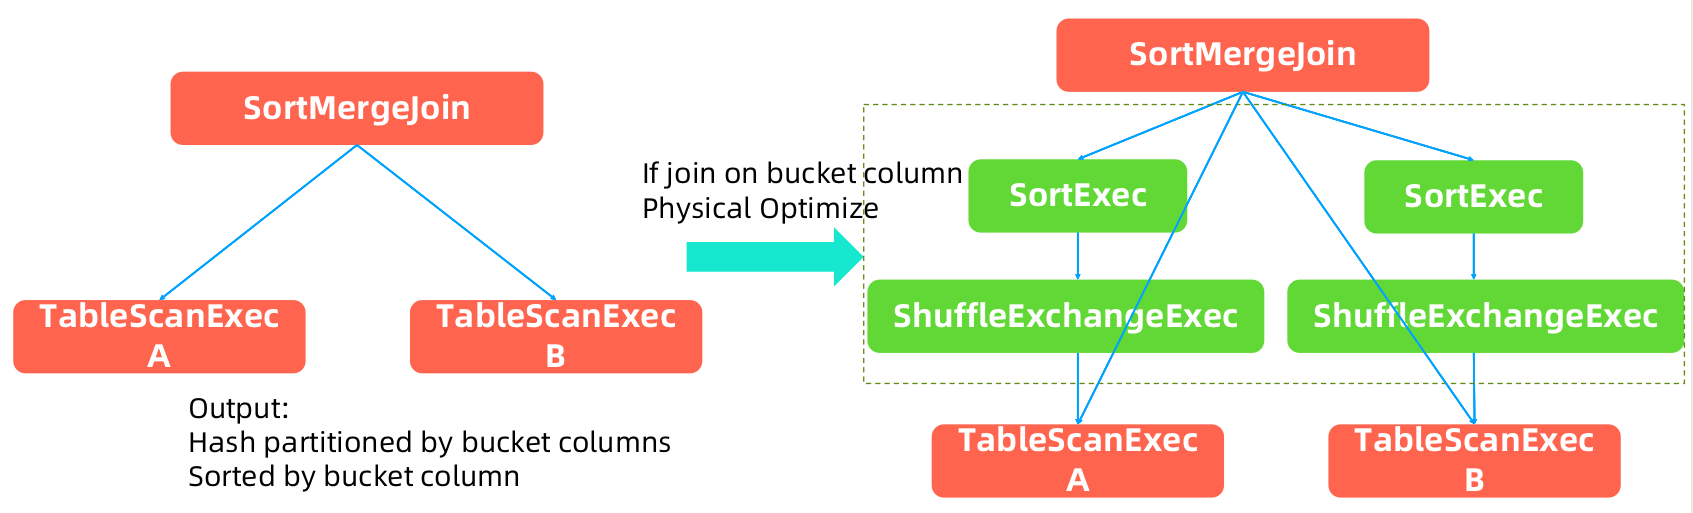 SortMergeJoin
TableScanExec
A
TableScanExec
B
Output:
Hash partitioned by bucket columns
Sorted by bucket column
If join on bucket column
Physical Optimize
SortMergeJoin
SortExec
SortExec
ShuffleExchangeExec
ShuffleExchangeExec
TableScanExec
A
TableScanExec
B